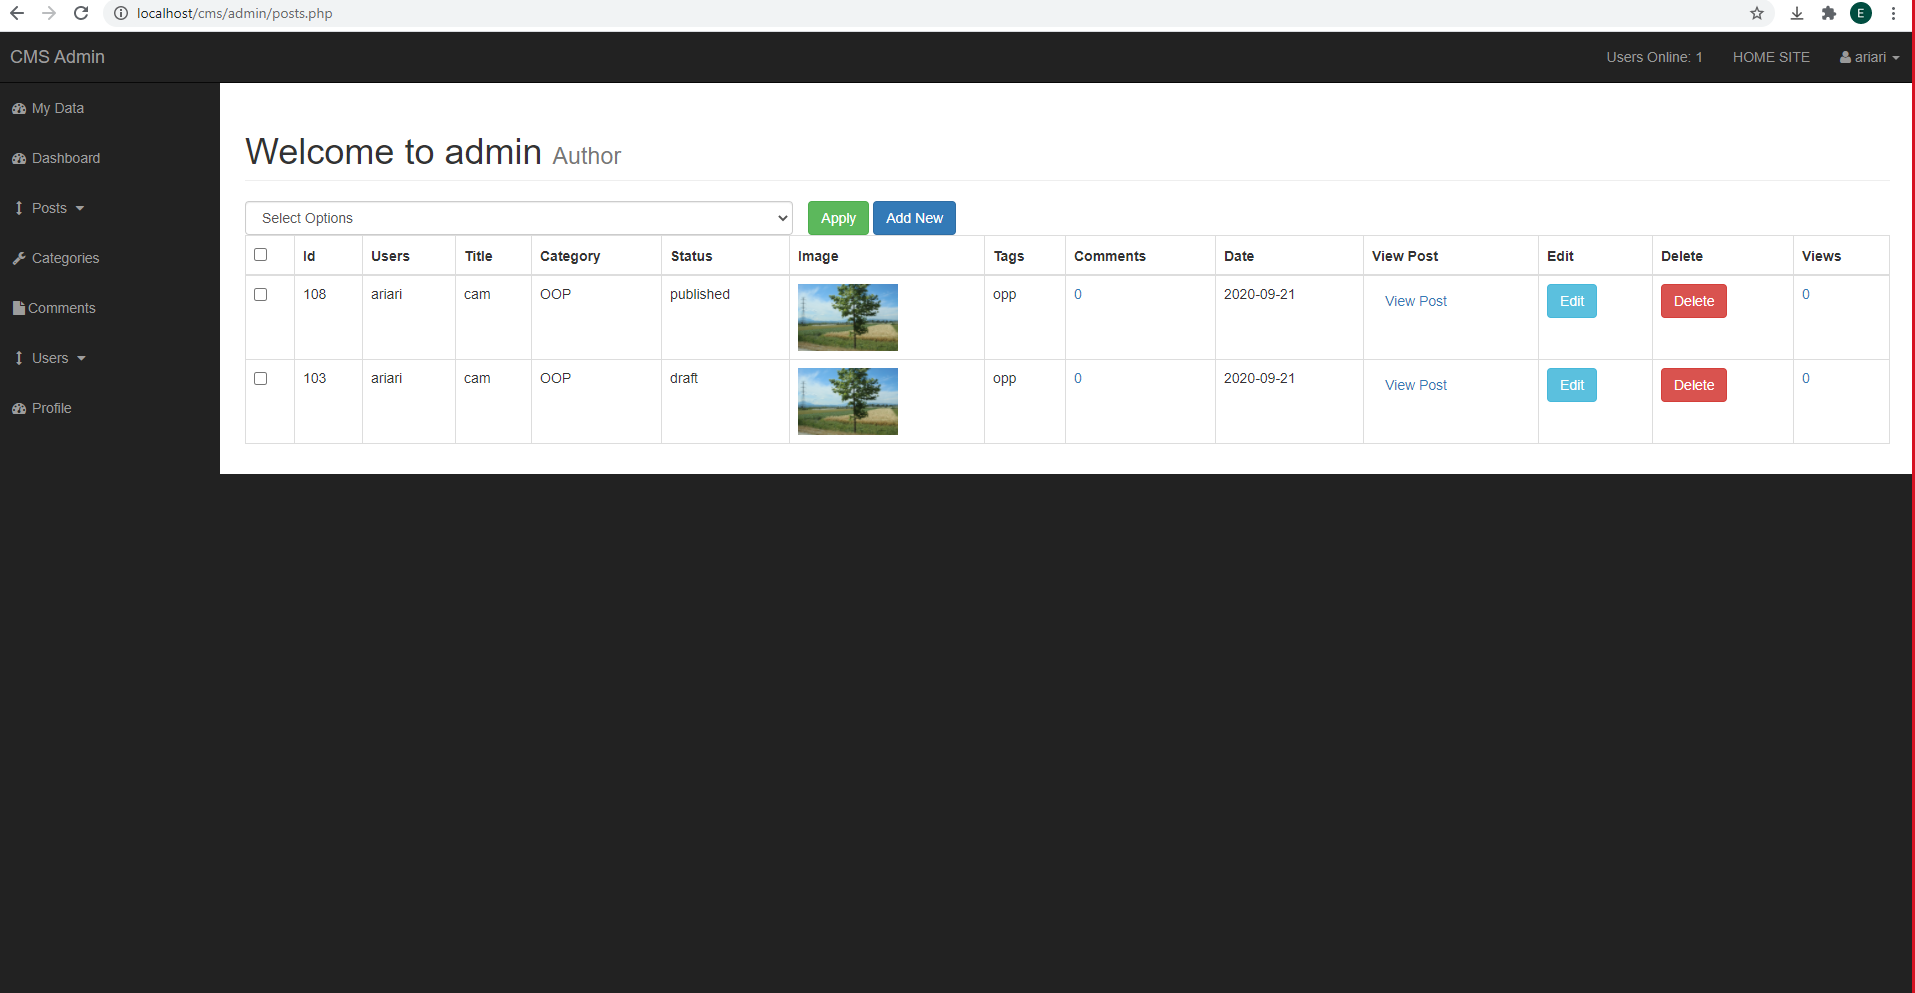 localhost/cms/admin/posts.php
E
CMS Admin
Users Online: 1 HOME SITE ariari
My Data
Dashboard
Posts
Categories
Comments
Users
Profile
Welcome to admin Author
Select Options Apply Add New
Id Users Title Category Status Image Tags Comments Date View Post Edit Delete Views
108 ariari cam OOP published opp 0 2020-09-21 View Post Edit Delete 0
103 ariari cam OOP draft opp 0 2020-09-21 View Post Edit Delete 0